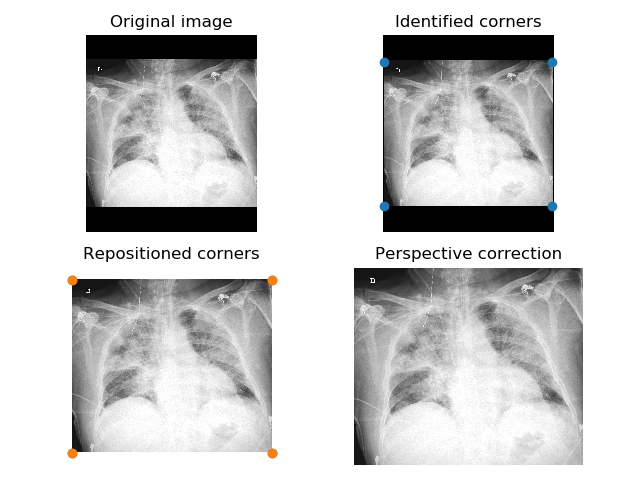 Original image
Identified corners
Repositioned corners
Perspective correction